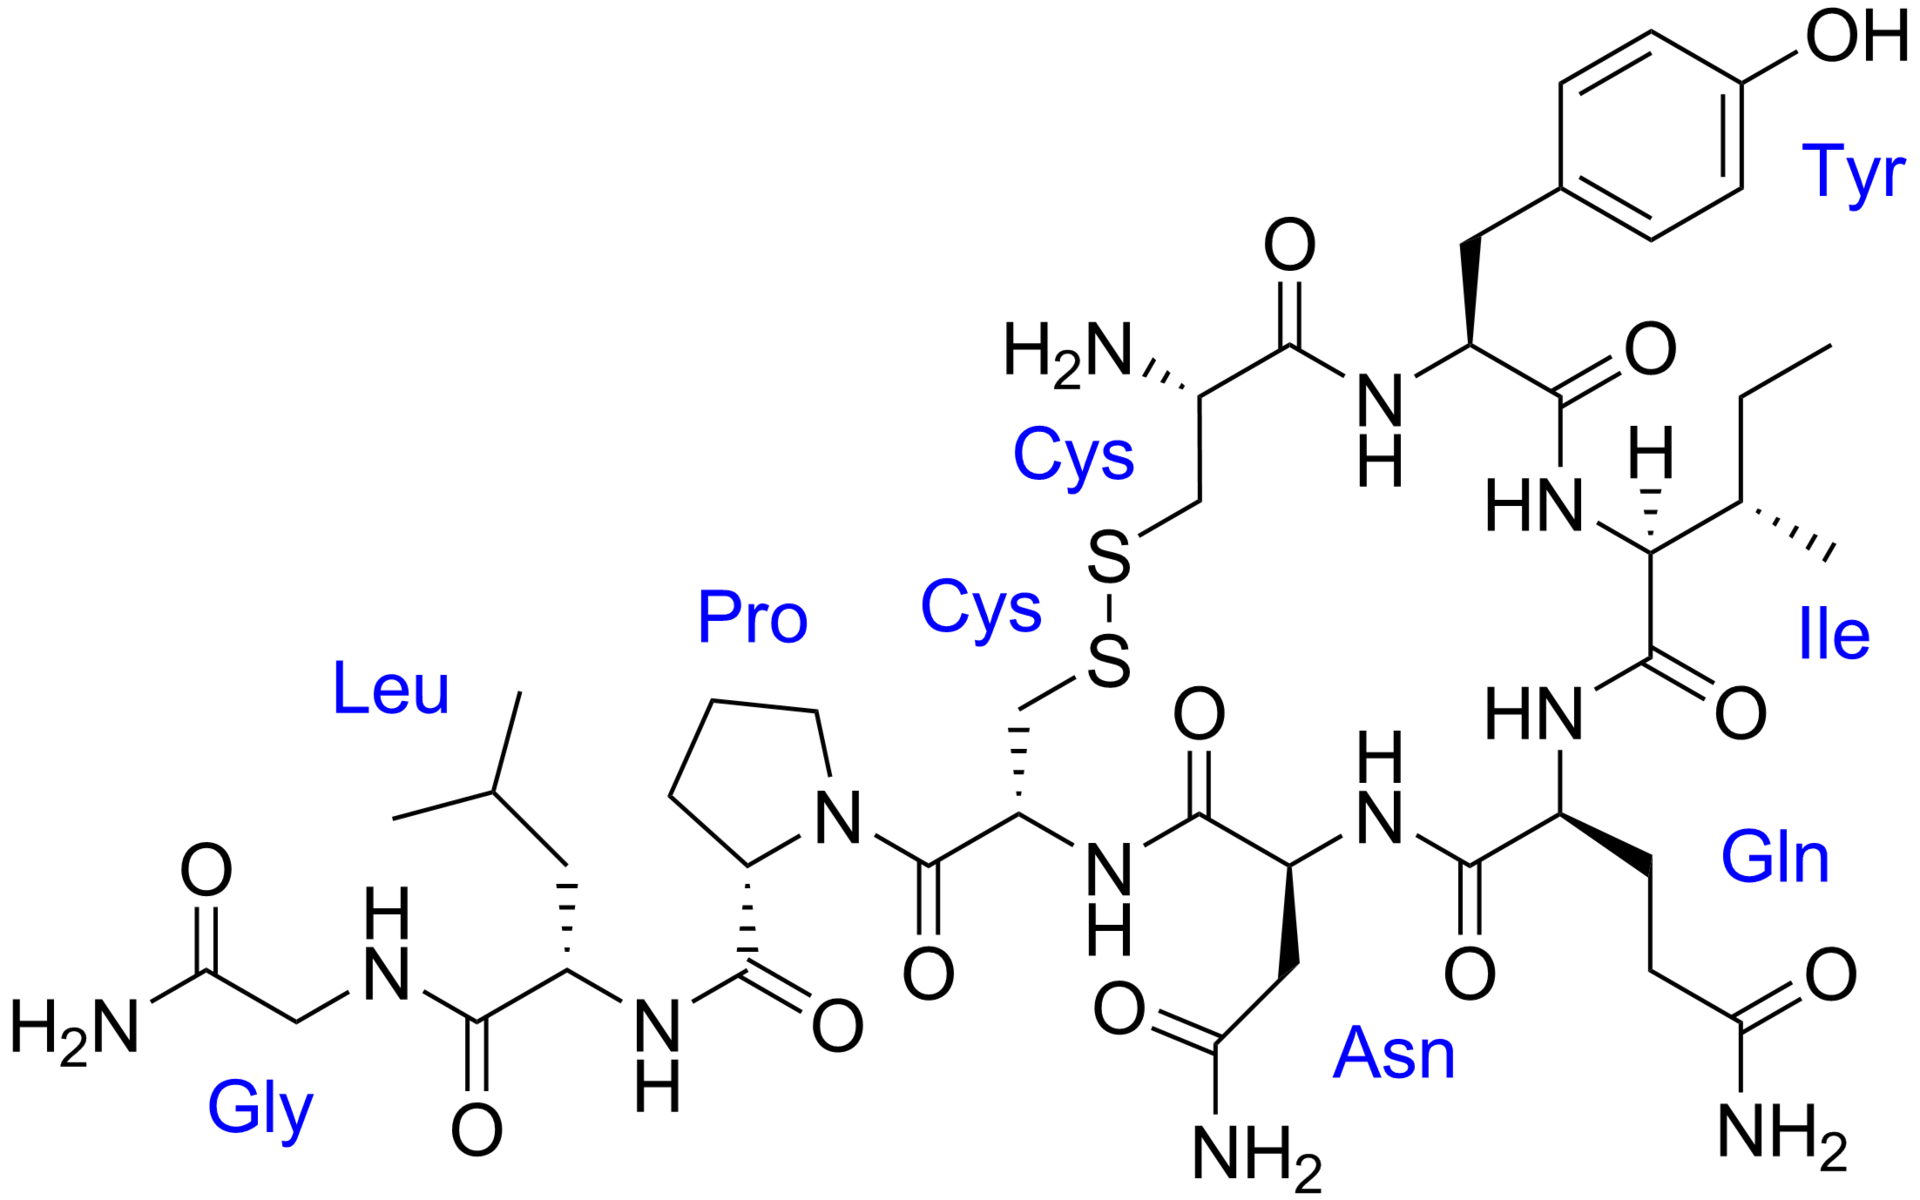 OH
Tyr
O
H₂N
O
N
H
Cys
H
HN
S
Cys
Pro
Ile
S
Leu
O
HN
O
H
N
N
O
N
H
Gln
H
N
O
O
O
O
H₂N
N
H
O
Asn
Gly
O
NH₂
NH₂